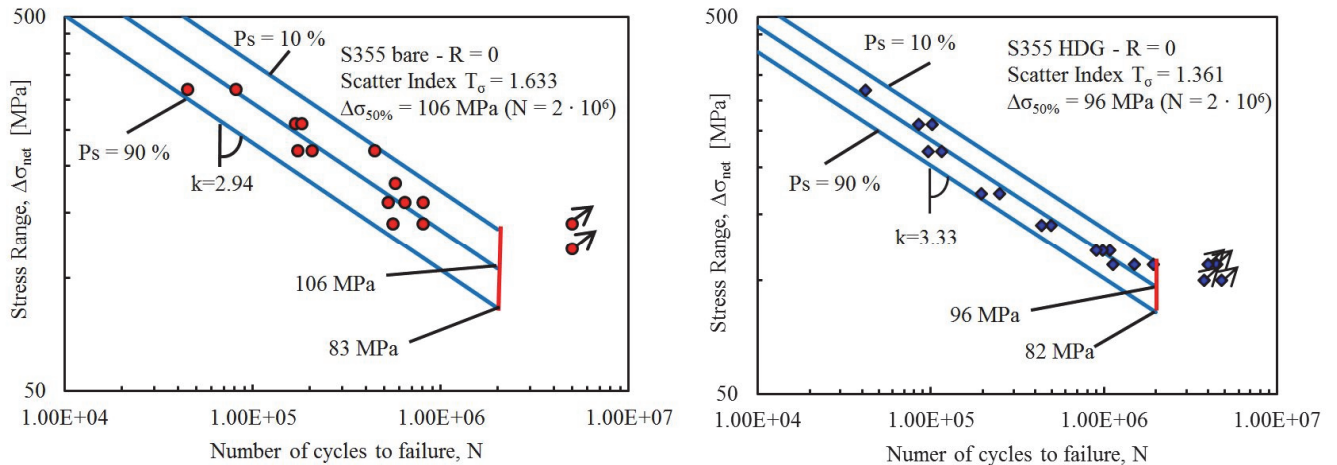 500
Ps = 10 %
S355 bare - R = 0
Scatter Index Tσ = 1.633
Δσ50% = 106 MPa (N = 2 · 10⁶)
Ps = 90 %
k=2.94
106 MPa
83 MPa
50
1.00E+04
1.00E+05
1.00E+06
1.00E+07
Stress Range, Δσnet [MPa]
Number of cycles to failure, N
500
Ps = 10 %
S355 HDG - R = 0
Scatter Index Tσ = 1.361
Δσ50% = 96 MPa (N = 2 · 10⁶)
Ps = 90 %
k=3.33
96 MPa
82 MPa
50
1.00E+04
1.00E+05
1.00E+06
1.00E+07
Stress Range, Δσnet [MPa]
Numer of cycles to failure, N